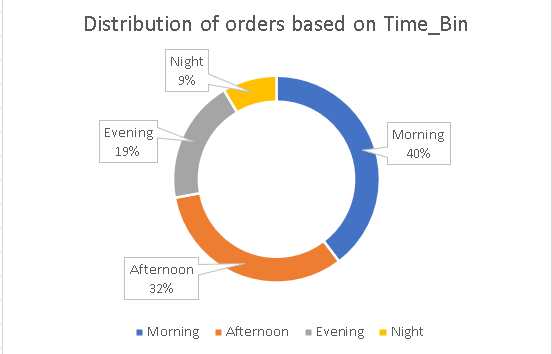 Distribution of orders based on Time_Bin
Night
9%
Evening
19%
Morning
40%
Afternoon
32%
Morning Afternoon Evening Night